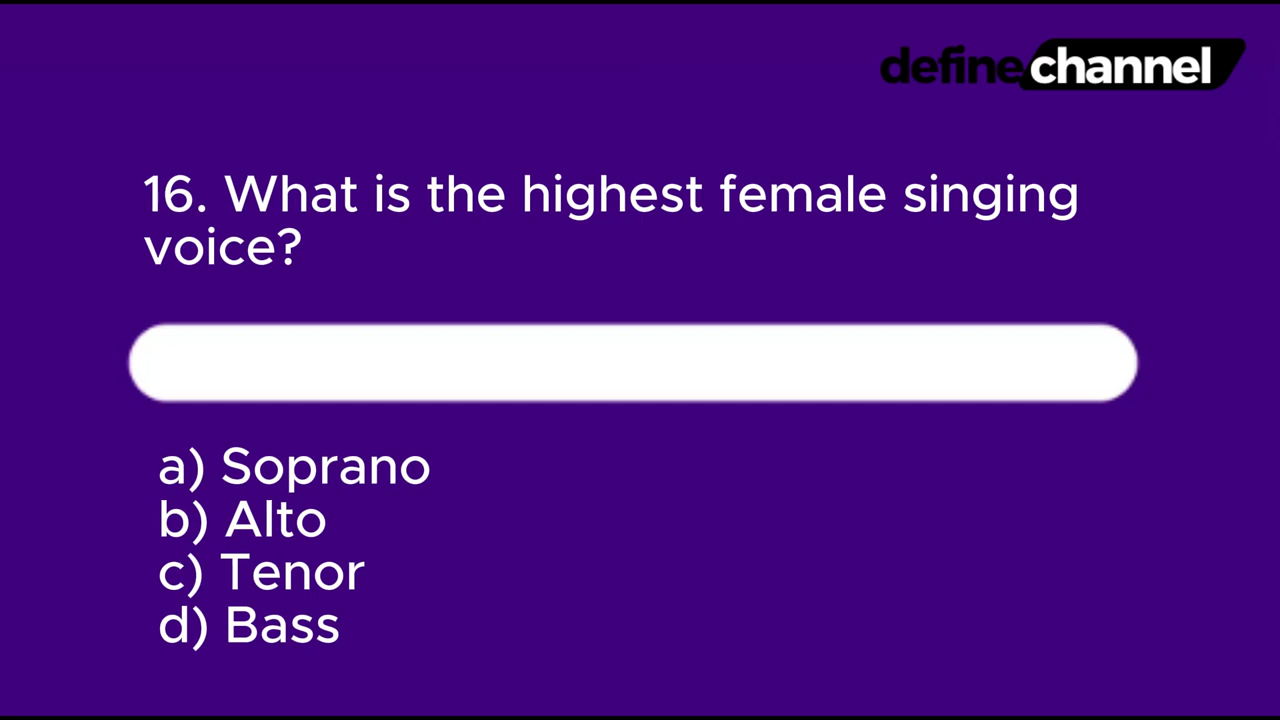 definechannel
16. What is the highest female singing
voice?
a) Soprano
b) Alto
c) Tenor
d) Bass